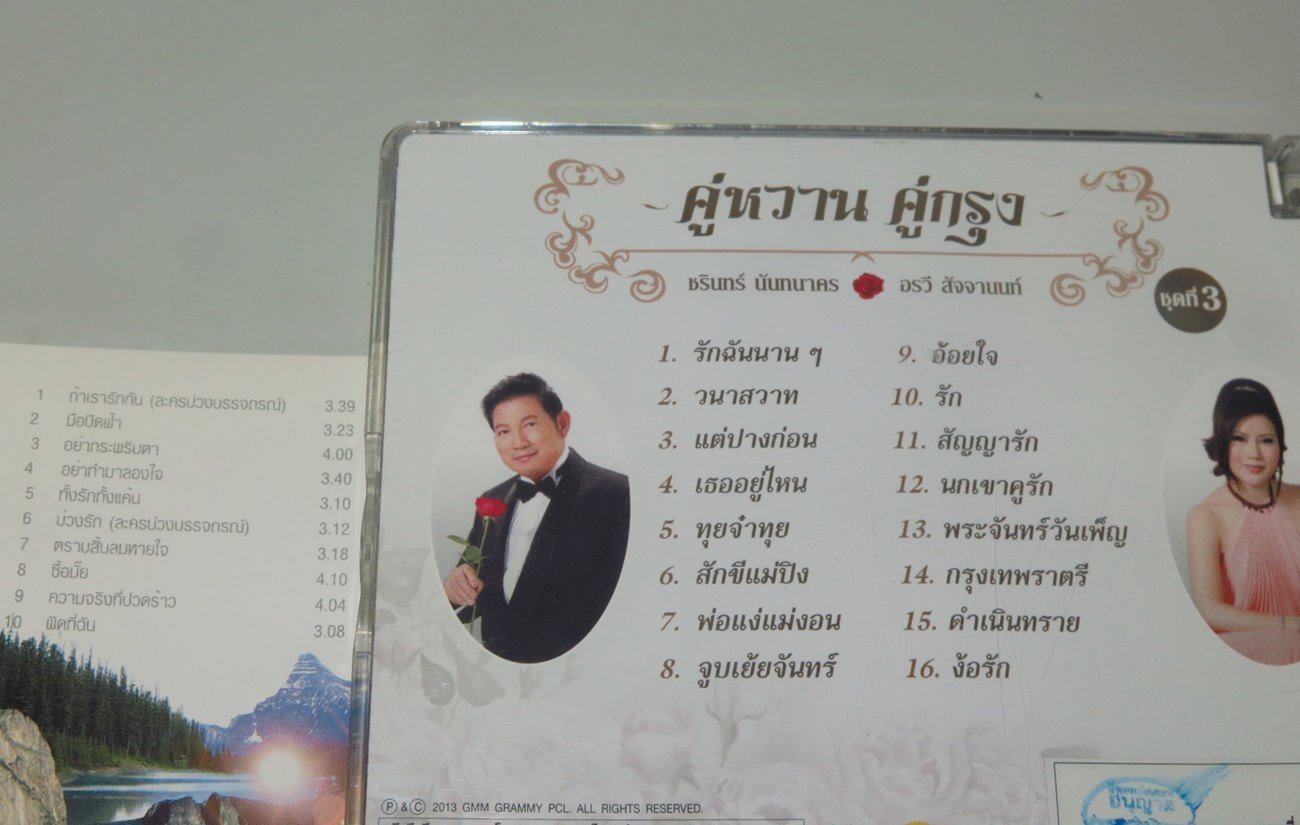 คู่หวาน คู่กรุง
ชรินทร์ นันทนาคร อรวี สัจจานนท์
ชุดที่ 3
1. รักฉันนาน ๆ
2. วนาสวาท
3. แต่ปางก่อน
4. เธออยู่ไหน
5. ทุยจ๋าทุย
6. สักขีแม่ปิง
7. พ่อแง่แม่งอน
8. จูบเย้ยจันทร์
9. อ้อยใจ
10. รัก
11. สัญญารัก
12. นกเขาคูรัก
13. พระจันทร์วันเพ็ญ
14. กรุงเทพราตรี
15. ดำเนินทราย
16. ง้อรัก
Ⓟ & Ⓒ 2013 GMM GRAMMY PCL. ALL RIGHTS RESERVED.
1 ถ้าเรารักกัน (ละครบ่วงบรรจถรณ์) 3.39
2 มือปิดฟ้า 3.23
3 อย่ากระพริบตา 4.00
4 อย่าทำมาลองใจ 3.40
5 ทั้งรักทั้งแค้น 3.10
6 บ่วงรัก (ละครบ่วงบรรจถรณ์) 3.12
7 ตราบสิ้นลมหายใจ 3.18
8 ซื้อมั๊ย 4.10
9 ความจริงที่ปวดร้าว 4.04
10 ผิดที่ฉัน 3.08